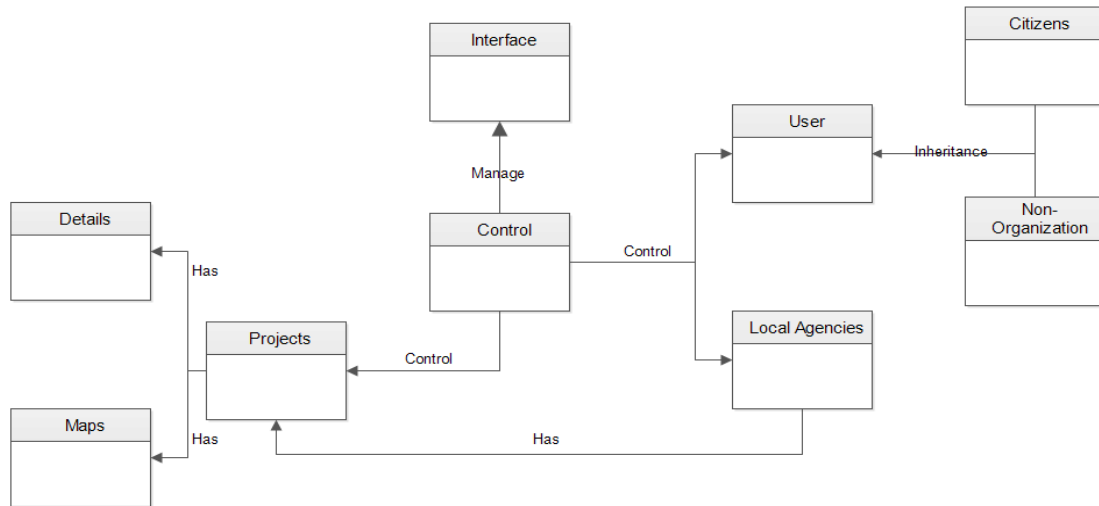 Citizens
Interface
User
Inheritance
Manage
Non-
Organization
Details
Control
Control
Has
Local Agencies
Projects
Control
Maps
Has
Has